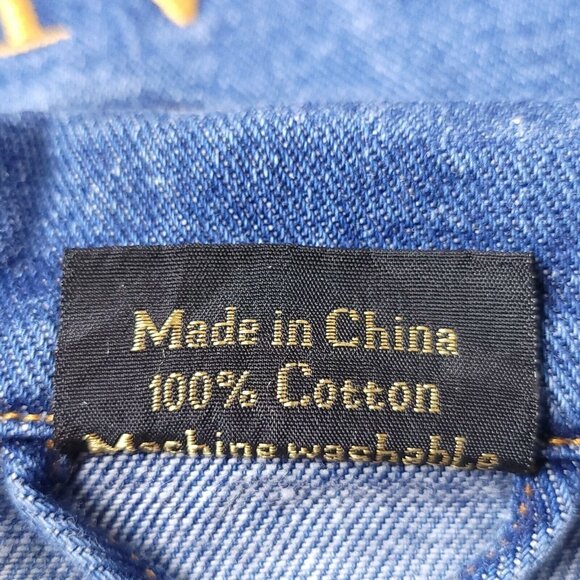 Made in China
100% Cotton
Machine washable